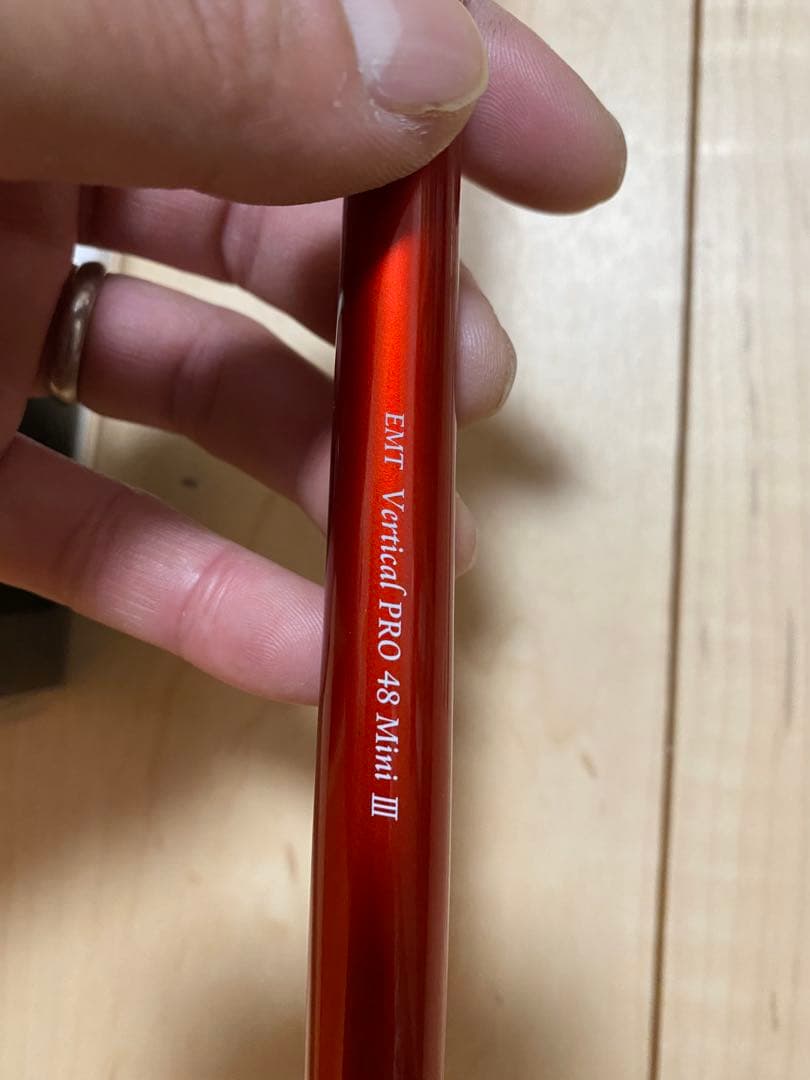 EMT Vertical PRO 48 Mini Ⅲ